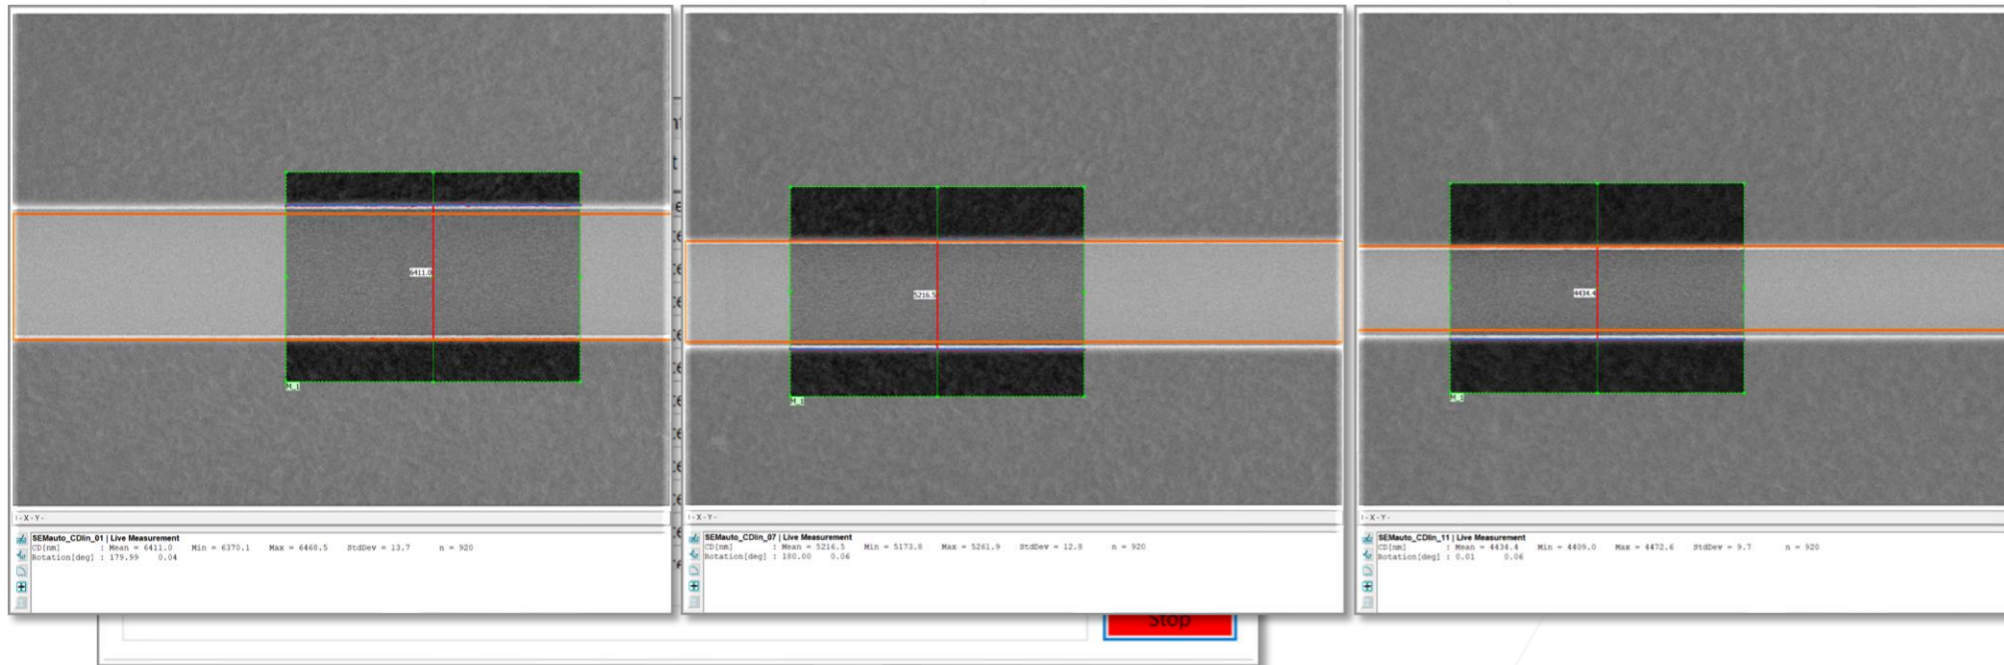 6411.0
M_1
I - X - Y -
SEMauto_CDlin_01 | Live Measurement
CD[nm] : Mean = 6411.0 Min = 6370.1 Max = 6468.5 StdDev = 13.7 n = 920
Rotation[deg] : 179.99 0.04
5216.5
M_1
- X - Y -
SEMauto_CDlin_07 | Live Measurement
CD[nm] : Mean = 5216.5 Min = 5173.8 Max = 5261.9 StdDev = 12.8 n = 920
Rotation[deg] : 180.00 0.06
4434.4
M_1
I - X - Y -
SEMauto_CDlin_11 | Live Measurement
CD[nm] : Mean = 4434.4 Min = 4409.0 Max = 4472.6 StdDev = 9.7 n = 920
Rotation[deg] : 0.01 0.06
Stop